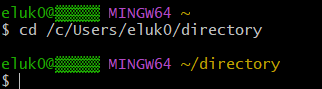 eluk0@▒▒▒▒▒ MINGW64 ~
$ cd /c/Users/eluk0/directory
eluk0@▒▒▒▒▒ MINGW64 ~/directory
$